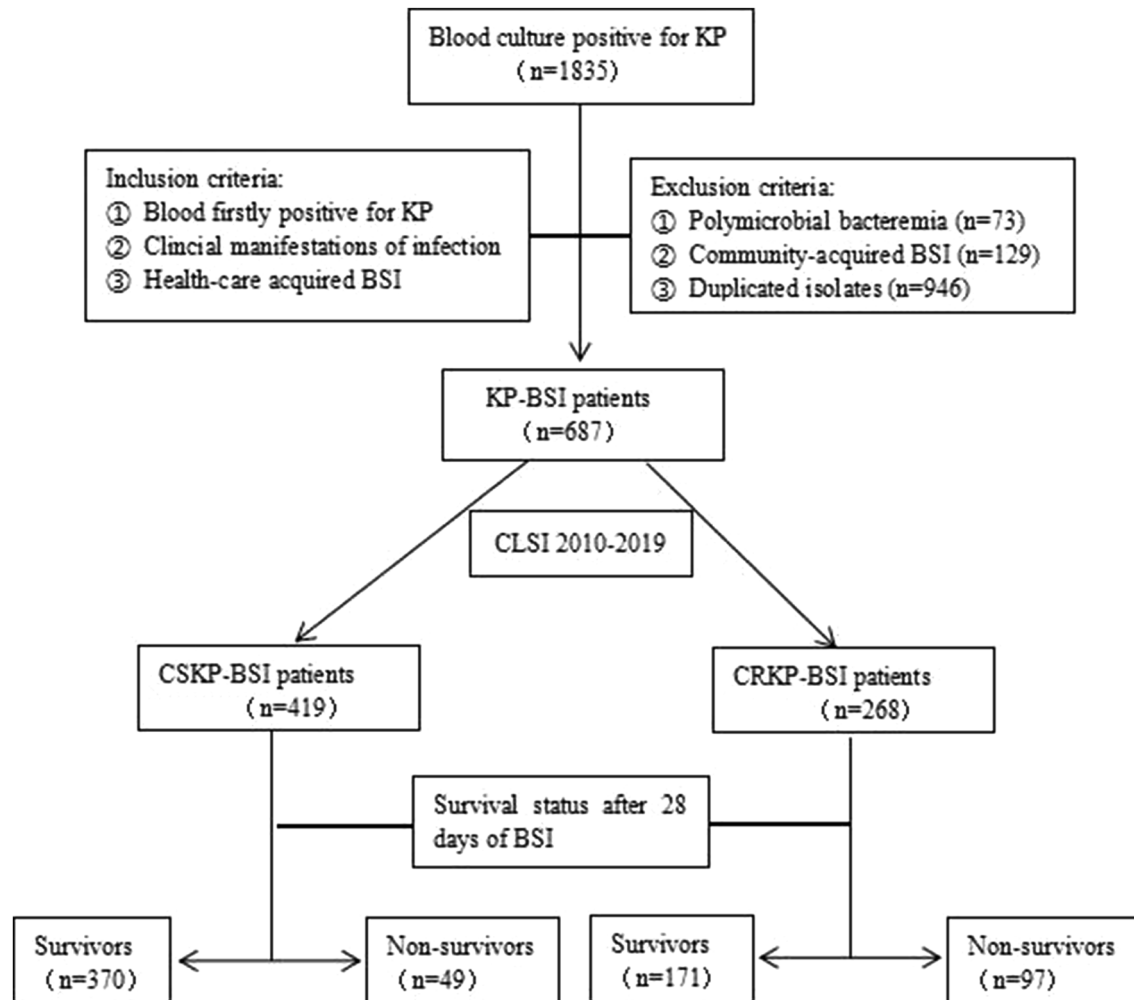 Blood culture positive for KP
(n=1835)
Inclusion criteria:
① Blood firstly positive for KP
② Clincial manifestations of infection
③ Health-care acquired BSI
Exclusion criteria:
① Polymicrobial bacteremia (n=73)
② Community-acquired BSI (n=129)
③ Duplicated isolates (n=946)
KP-BSI patients
(n=687)
CLSI 2010-2019
CSKP-BSI patients
(n=419)
CRKP-BSI patients
(n=268)
Survival status after 28
days of BSI
Survivors
(n=370)
Non-survivors
(n=49)
Survivors
(n=171)
Non-survivors
(n=97)